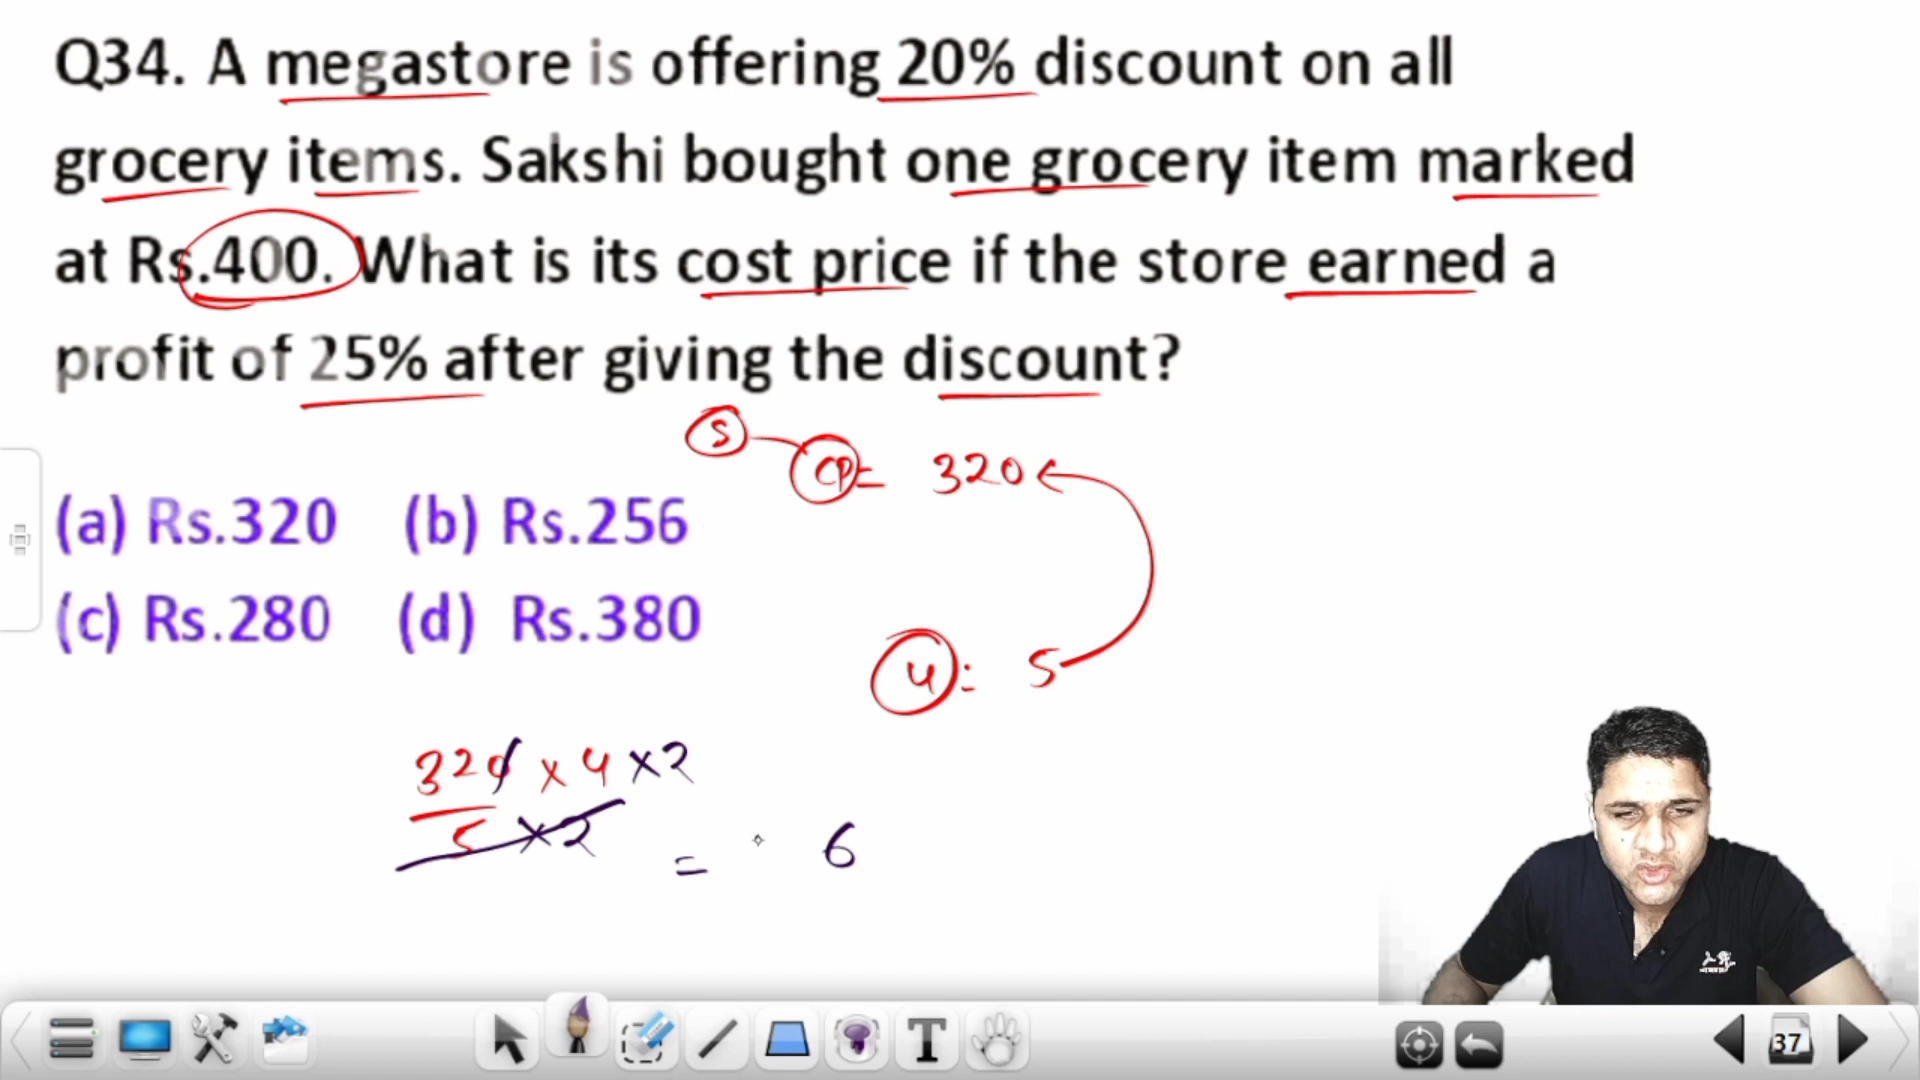 Q34. A megastore is offering 20% discount on all
grocery items. Sakshi bought one grocery item marked
at Rs.400. What is its cost price if the store earned a
profit of 25% after giving the discount?
S
CP = 320
(a) Rs.320 (b) Rs.256
(c) Rs.280 (d) Rs.380
4 : 5
320 × 4 × 2
5 × 2
= 6
T
37